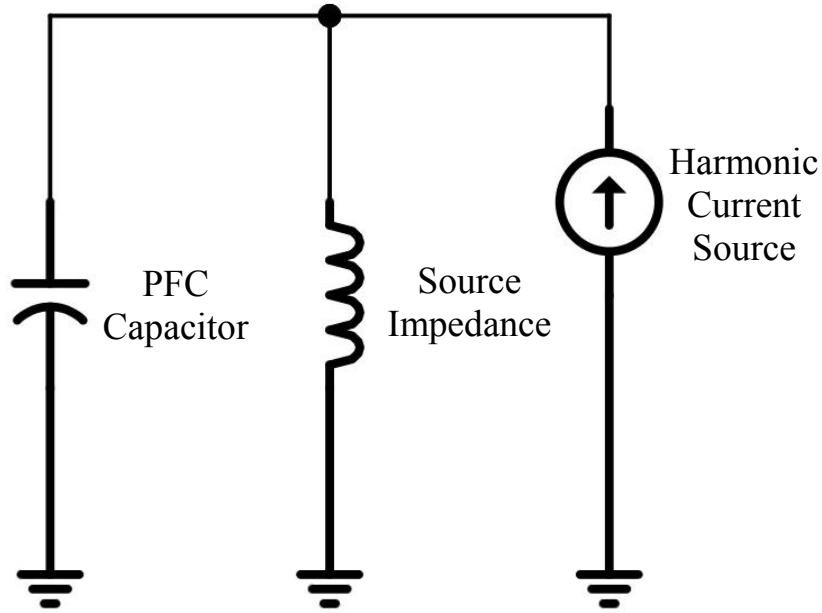 PFC
Capacitor
Source
Impedance
Harmonic
Current
Source